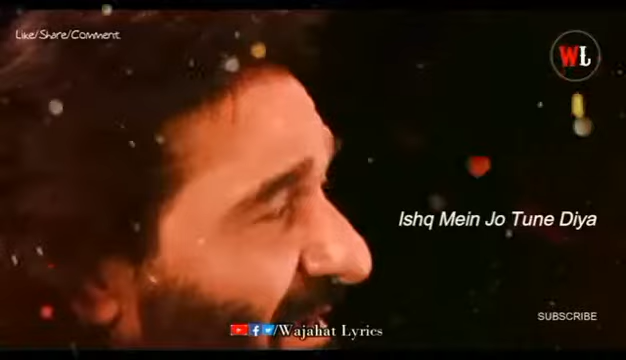 Like/Share/Comment
WL
Ishq Mein Jo Tune Diya
SUBSCRIBE
/Wajahat Lyrics